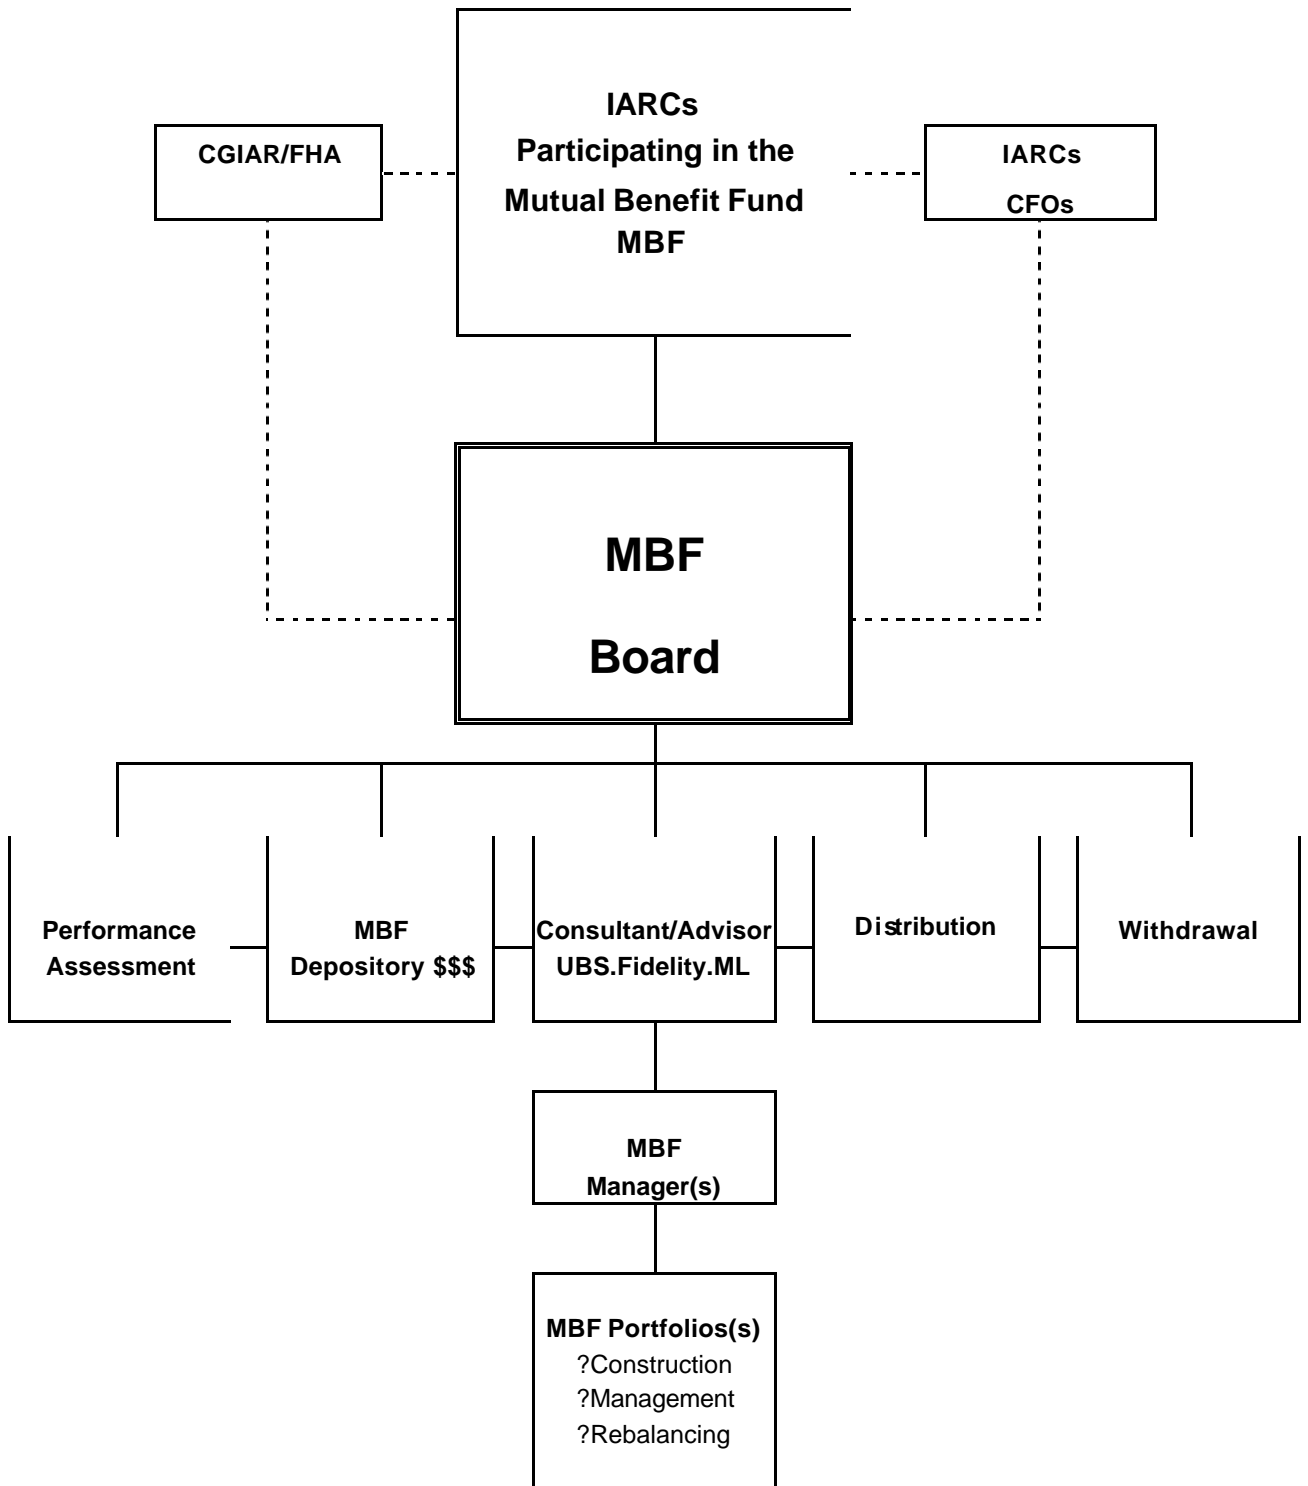 IARCs
Participating in the
Mutual Benefit Fund
MBF
CGIAR/FHA
IARCs
CFOs
MBF
Board
Performance
Assessment
MBF
Depository $$$
Consultant/Advisor
UBS.Fidelity.ML
Distribution
Withdrawal
MBF
Manager(s)
MBF Portfolios(s)
?Construction
?Management
?Rebalancing